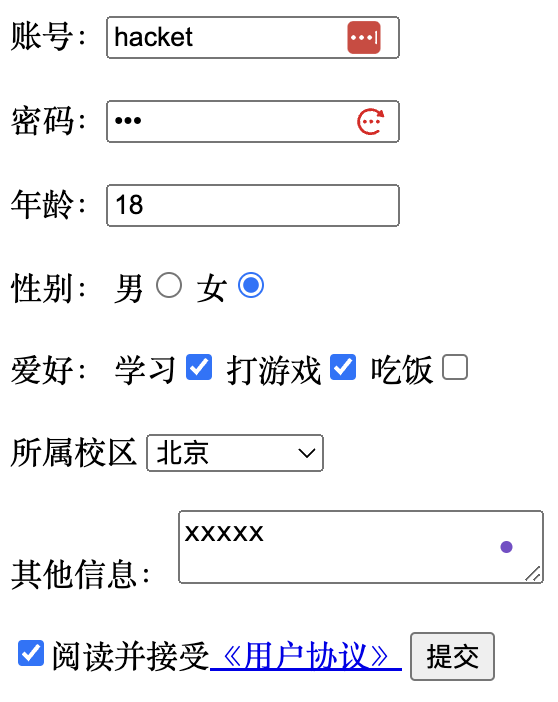 账号： hacket
密码： •••
年龄： 18
性别： 男 女
爱好： 学习 打游戏 吃饭
所属校区 北京
其他信息： xxxxx
阅读并接受《用户协议》 提交